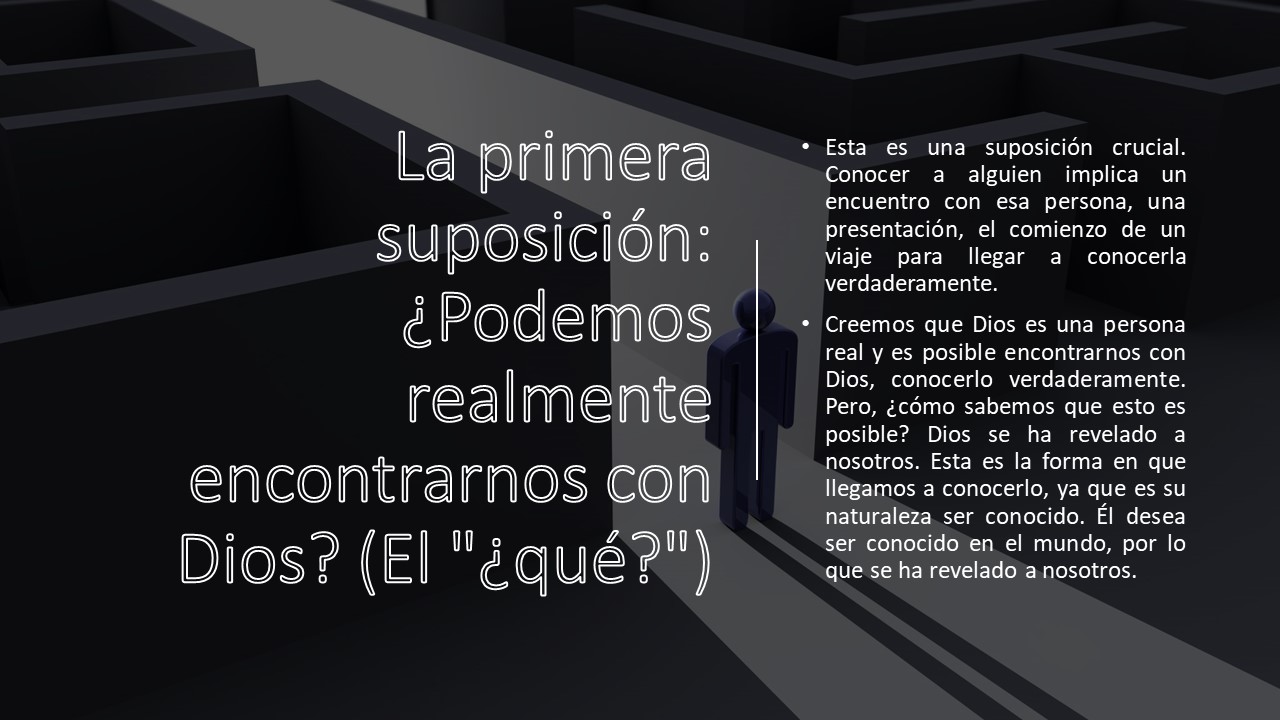 La primera
suposición:
¿Podemos
realmente
encontrarnos con
Dios? (El "¿qué?")
• Esta es una suposición crucial.
Conocer a alguien implica un
encuentro con esa persona, una
presentación, el comienzo de un
viaje para llegar a conocerla
verdaderamente.
• Creemos que Dios es una persona
real y es posible encontrarnos con
Dios, conocerlo verdaderamente.
Pero, ¿cómo sabemos que esto es
posible? Dios se ha revelado a
nosotros. Esta es la forma en que
llegamos a conocerlo, ya que es su
naturaleza ser conocido. Él desea
ser conocido en el mundo, por lo
que se ha revelado a nosotros.